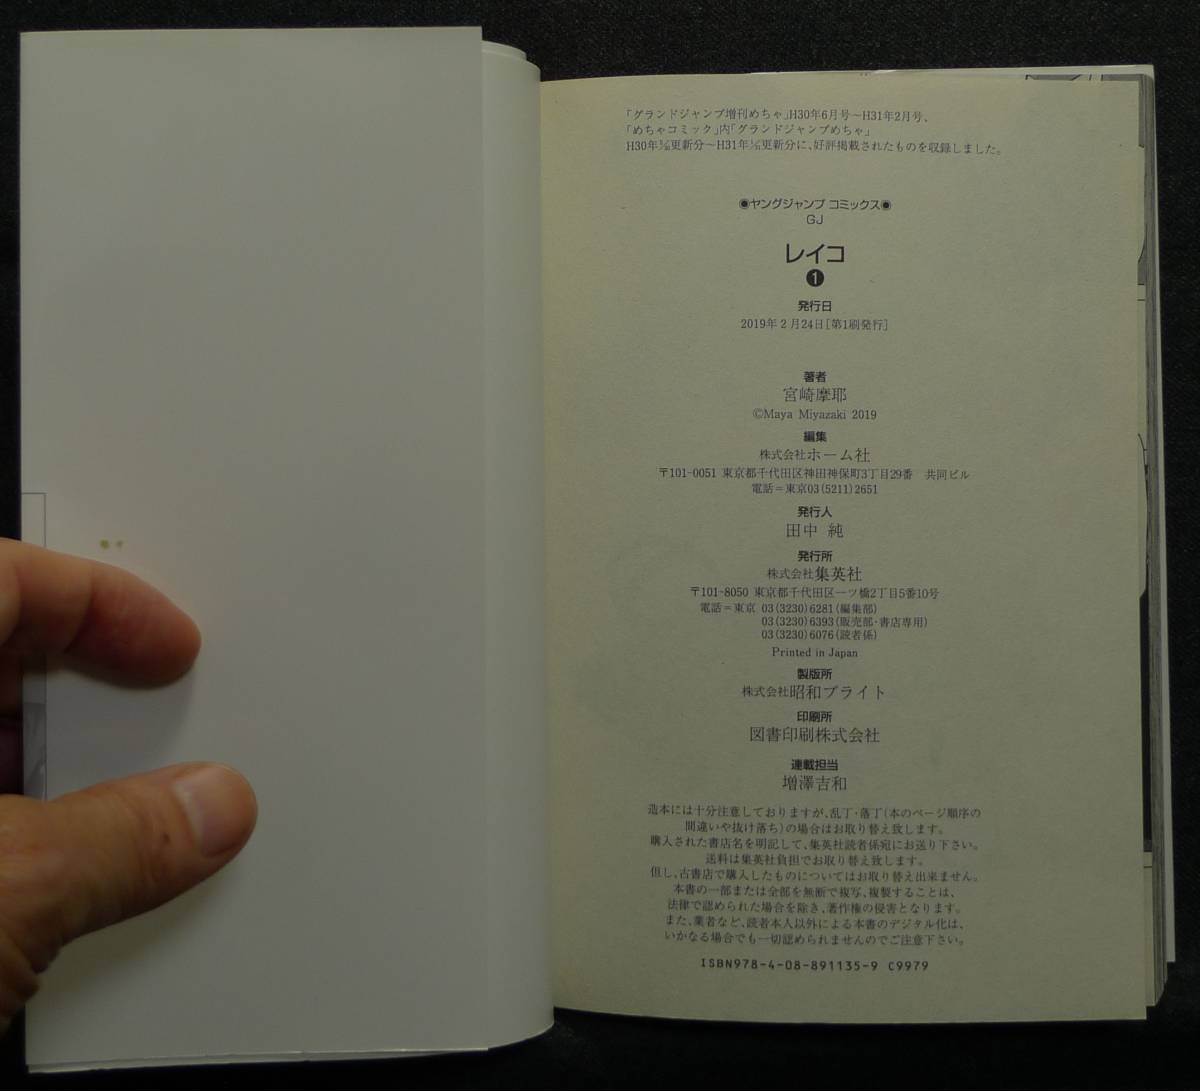 「グランドジャンプ増刊めちゃ」H30年6月号〜H31年2月号、
「めちゃコミック」内「グランドジャンプめちゃ」
H30年 更新分〜H31年 更新分に、好評掲載されたものを収録しました。
◉ヤングジャンプ コミックス◉
GJ
レイコ
❶
発行日
2019年2月24日[第1刷発行]
著者
宮崎摩耶
©Maya Miyazaki 2019
編集
株式会社ホーム社
〒101-0051 東京都千代田区神田神保町3丁目29番 共同ビル
電話＝東京03(5211)2651
発行人
田中 純
発行所
株式会社集英社
〒101-8050 東京都千代田区一ツ橋2丁目5番10号
電話＝東京 03(3230)6281(編集部)
03(3230)6393(販売部·書店専用)
03(3230)6076(読者係)
Printed in Japan
製版所
株式会社昭和ブライト
印刷所
図書印刷株式会社
連載担当
増澤吉和
造本には十分注意しておりますが、乱丁·落丁(本のページ順序の
間違いや抜け落ち)の場合はお取り替え致します。
購入された書店名を明記して、集英社読者係宛にお送り下さい。
送料は集英社負担でお取り替え致します。
但し、古書店で購入したものについてはお取り替え出来ません。
本書の一部または全部を無断で複写、複製することは、
法律で認められた場合を除き、著作権の侵害となります。
また、業者など、読者本人以外による本書のデジタル化は、
いかなる場合でも一切認められませんのでご注意下さい。
ISBN978-4-08-891135-9 C9979